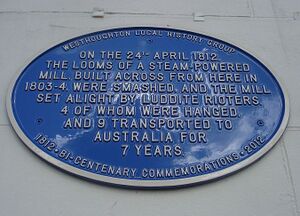 WESTHOUGHTON LOCAL HISTORY GROUP
ON THE 24TH APRIL 1812,
THE LOOMS OF A STEAM-POWERED
MILL, BUILT ACROSS FROM HERE IN
1803-4, WERE SMASHED, AND THE MILL
SET ALIGHT BY LUDDITE RIOTERS,
4 OF WHOM WERE HANGED,
AND 9 TRANSPORTED TO
AUSTRALIA FOR
7 YEARS.
1812 • BI-CENTENARY COMMEMORATIONS • 2012